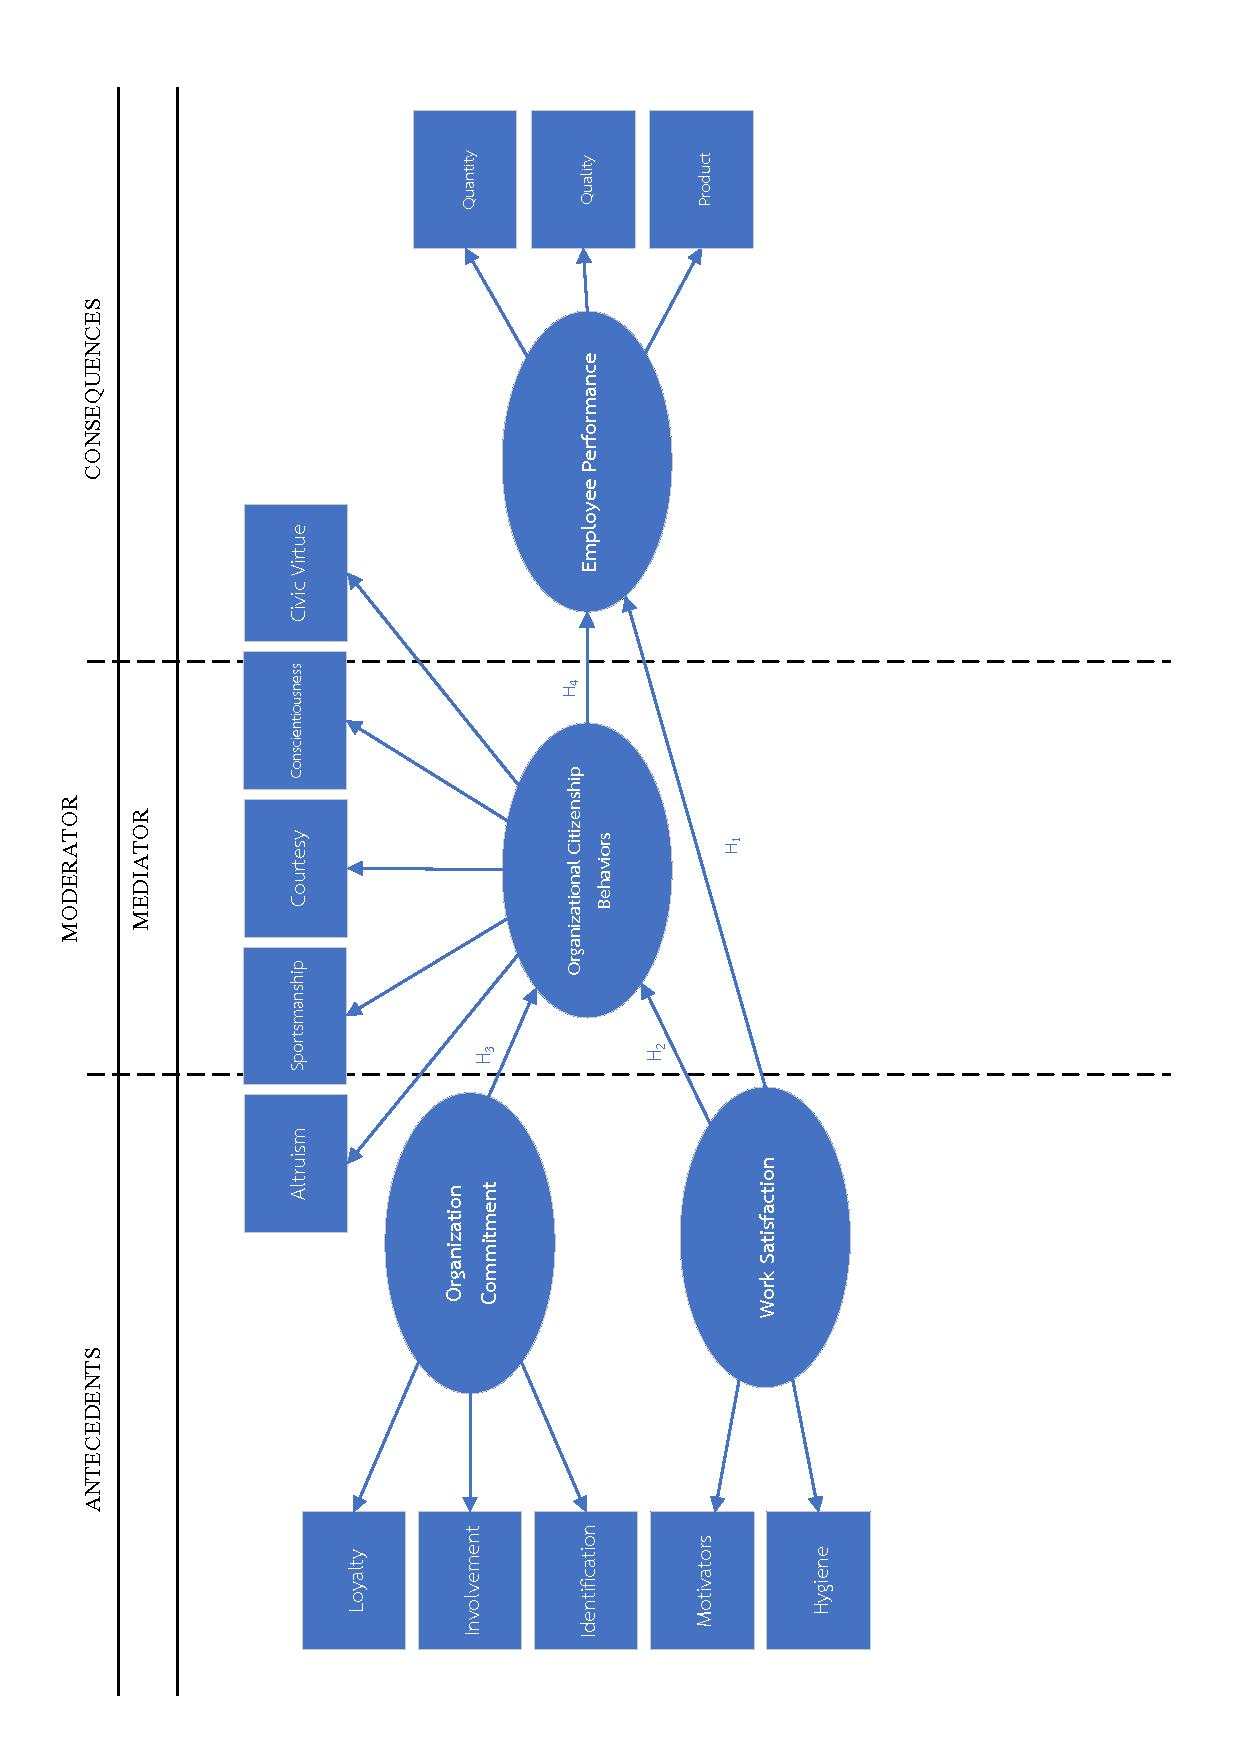 MODERATOR
ANTECEDENTS
CONSEQUENCES
MEDIATOR
Altruism
Sportsmanship
Courtesy
Conscientiousness
Civic Virtue
Loyalty
Involvement
Identification
Motivators
Hygiene
Organization
Commitment
Work Satisfaction
H3
H2
H1
H4
Organizational Citizenship
Behaviors
Employee Performance
Quantity
Quality
Product